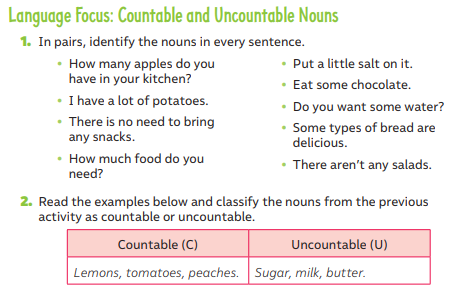 Language Focus: Countable and Uncountable Nouns
1. In pairs, identify the nouns in every sentence.
• How many apples do you
have in your kitchen?
• I have a lot of potatoes.
• There is no need to bring
any snacks.
• How much food do you
need?
• Put a little salt on it.
• Eat some chocolate.
• Do you want some water?
• Some types of bread are
delicious.
• There aren't any salads.
2. Read the examples below and classify the nouns from the previous
activity as countable or uncountable.
Countable (C) Uncountable (U)
Lemons, tomatoes, peaches. Sugar, milk, butter.